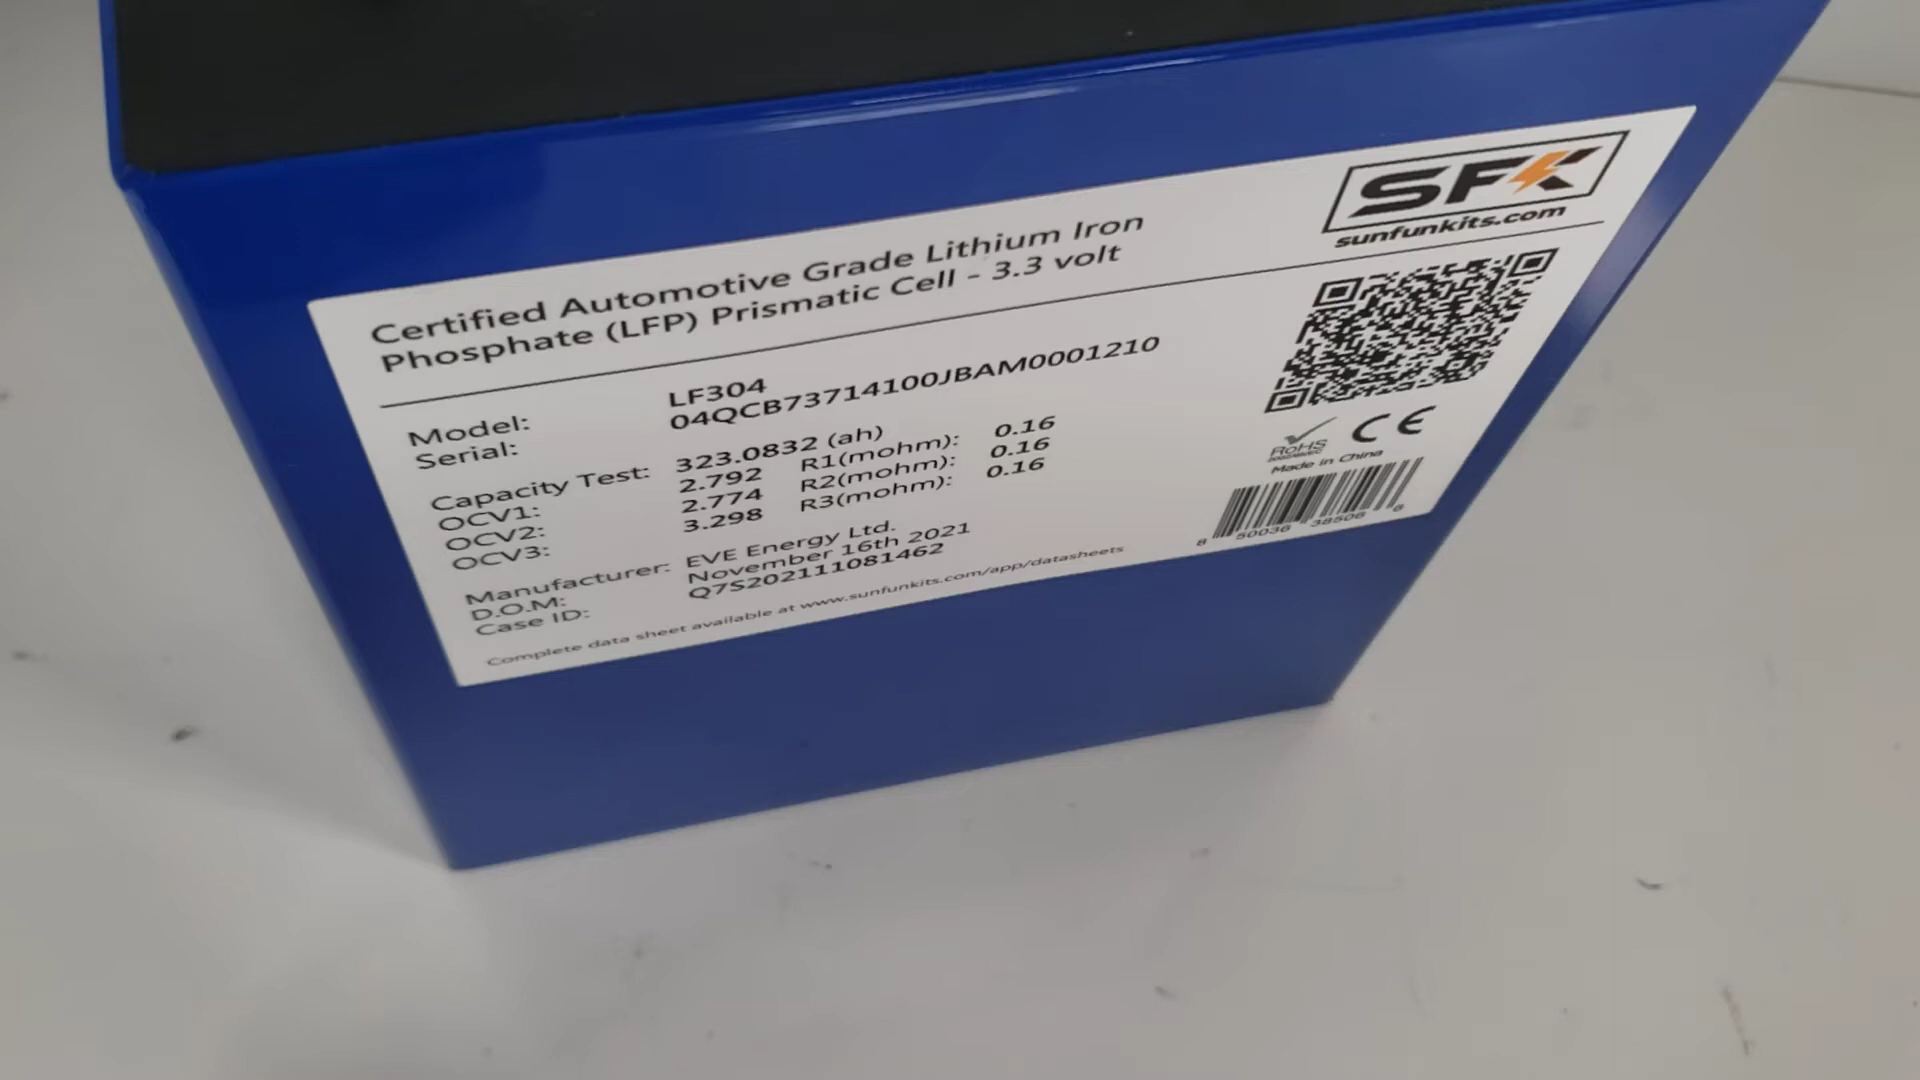 SFK
sunfunkits.com
Certified Automotive Grade Lithium Iron
Phosphate (LFP) Prismatic Cell - 3.3 volt
Model: LF304
Serial: 04QCB73714100JBAM0001210
Capacity Test: 323.0832 (ah)
OCV1: 2.792 R1(mohm): 0.16
OCV2: 2.774 R2(mohm): 0.16
OCV3: 3.298 R3(mohm): 0.16
Manufacturer: EVE Energy Ltd.
D.O.M: November 16th 2021
Case ID: Q7S202111081462
Complete data sheet available at www.sunfunkits.com/app/datasheets
RoHS
CE
Made in China
8 50036 38506 8